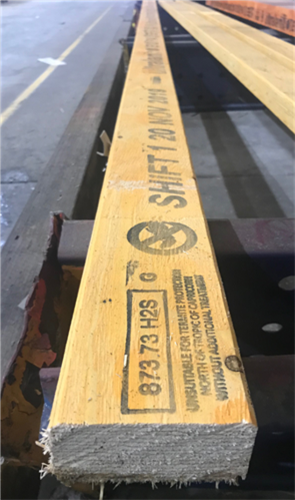 873.73 H2S
G
UNSUITABLE FOR TERMITE PROTECTION
NORTH OF TROPIC OF CAPRICORN
WITHOUT ADDITIONAL TREATMENT
SHIFT 1 20 NOV 2018